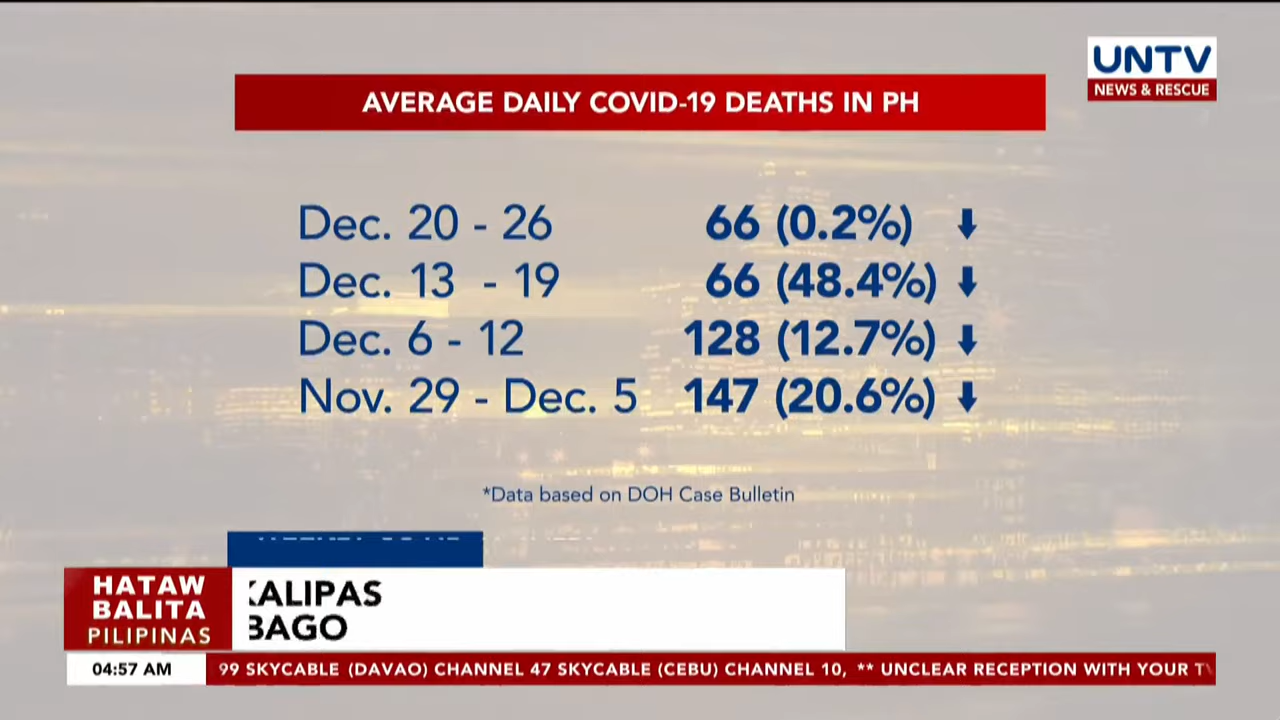 UNTV
NEWS & RESCUE
AVERAGE DAILY COVID-19 DEATHS IN PH
Dec. 20 - 26 66 (0.2%)
Dec. 13 - 19 66 (48.4%)
Dec. 6 - 12 128 (12.7%)
Nov. 29 - Dec. 5 147 (20.6%)
*Data based on DOH Case Bulletin
HATAW
BALITA
PILIPINAS
KALIPAS
BAGO
04:57 AM
99 SKYCABLE (DAVAO) CHANNEL 47 SKYCABLE (CEBU) CHANNEL 10, ** UNCLEAR RECEPTION WITH YOUR TV